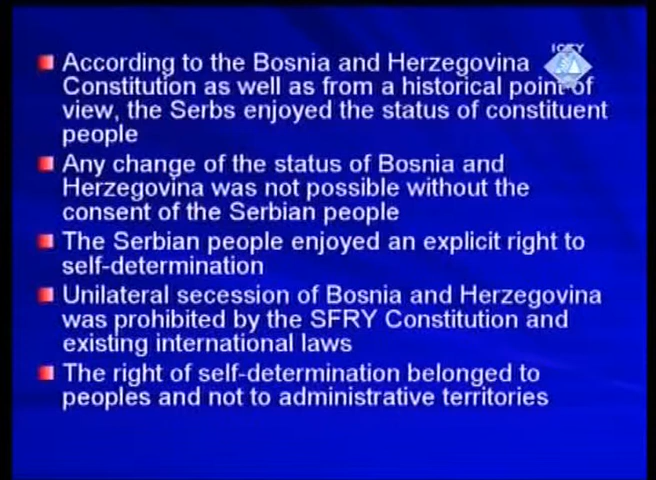 ICTY
According to the Bosnia and Herzegovina
Constitution as well as from a historical point of
view, the Serbs enjoyed the status of constituent
people
Any change of the status of Bosnia and
Herzegovina was not possible without the
consent of the Serbian people
The Serbian people enjoyed an explicit right to
self-determination
Unilateral secession of Bosnia and Herzegovina
was prohibited by the SFRY Constitution and
existing international laws
The right of self-determination belonged to
peoples and not to administrative territories